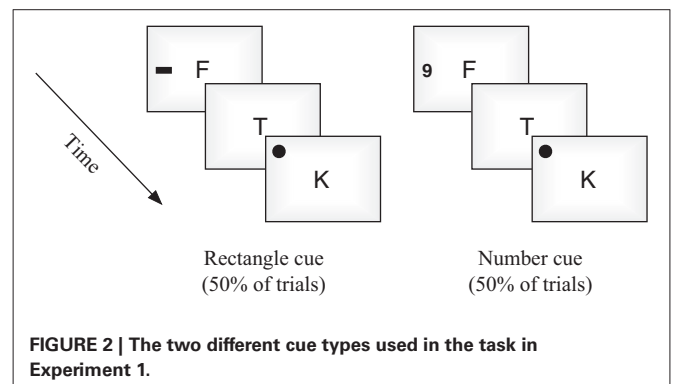 F
T
K
Time
Rectangle cue
(50% of trials)
9 F
T
K
Number cue
(50% of trials)
FIGURE 2 | The two different cue types used in the task in
Experiment 1.